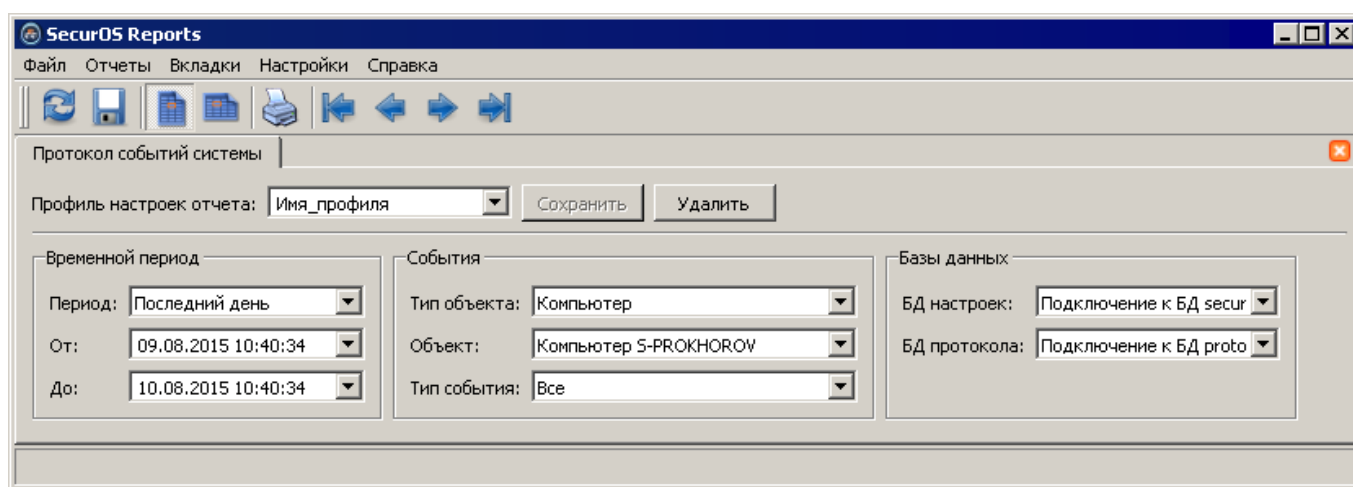 SecurOS Reports
Файл Отчеты Вкладки Настройки Справка
Протокол событий системы
Профиль настроек отчета: Имя_профиля Сохранить Удалить
Временной период События Базы данных
Период: Последний день Тип объекта: Компьютер БД настроек: Подключение к БД secur
От: 09.08.2015 10:40:34 Объект: Компьютер S-PROKHOROV БД протокола: Подключение к БД proto
До: 10.08.2015 10:40:34 Тип события: Все